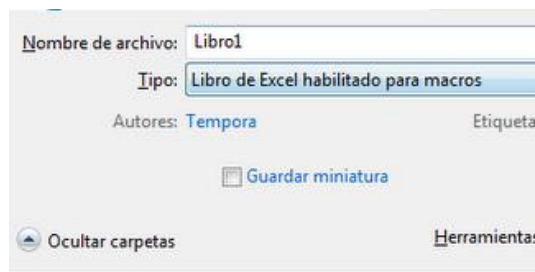 Nombre de archivo: Libro1
Tipo: Libro de Excel habilitado para macros
Autores: Tempora Etiqueta
Guardar miniatura
Ocultar carpetas Herramientas